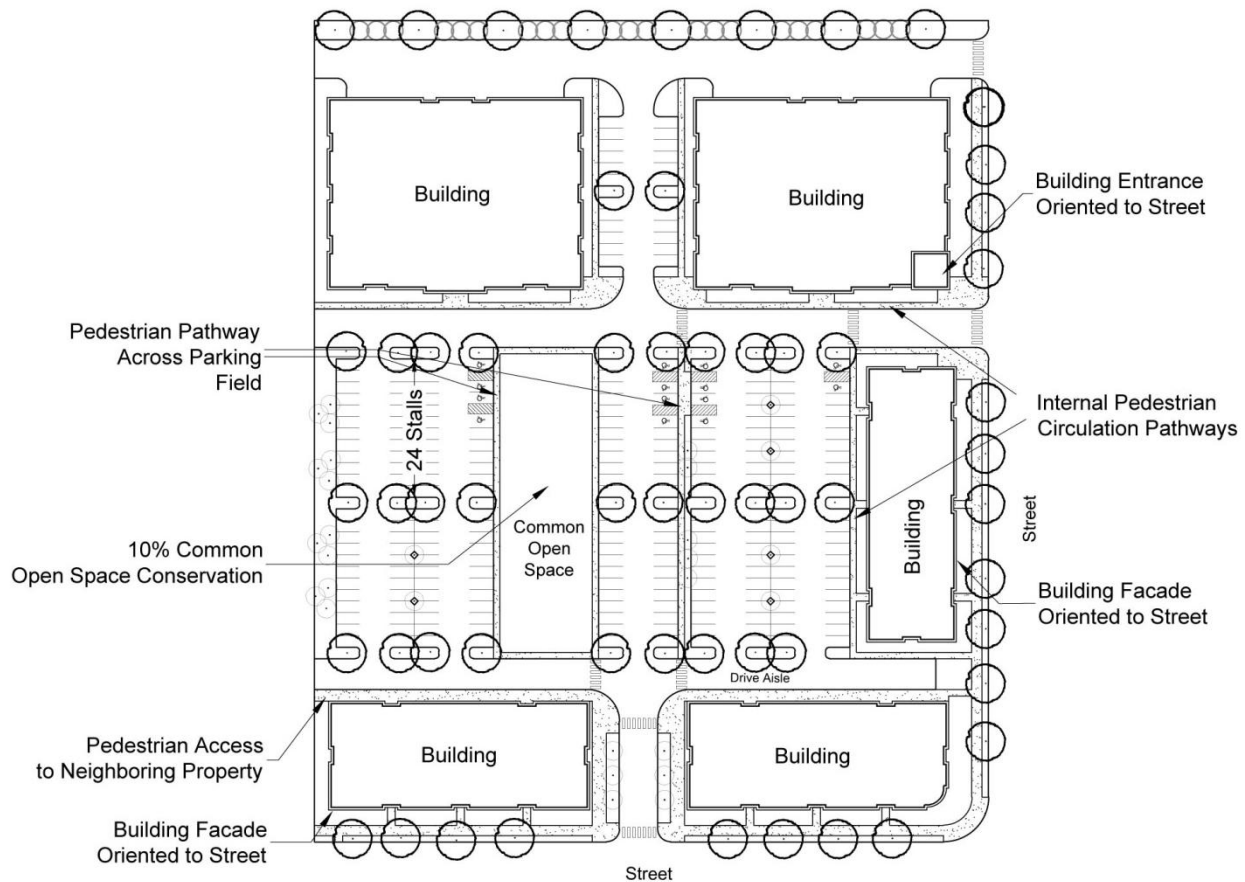 Building
Building
Building Entrance
Oriented to Street
Pedestrian Pathway
Across Parking
Field
24 Stalls
Internal Pedestrian
Circulation Pathways
10% Common
Open Space Conservation
Common
Open
Space
Building
Street
Building Facade
Oriented to Street
Drive Aisle
Pedestrian Access
to Neighboring Property
Building
Building
Building Facade
Oriented to Street
Street